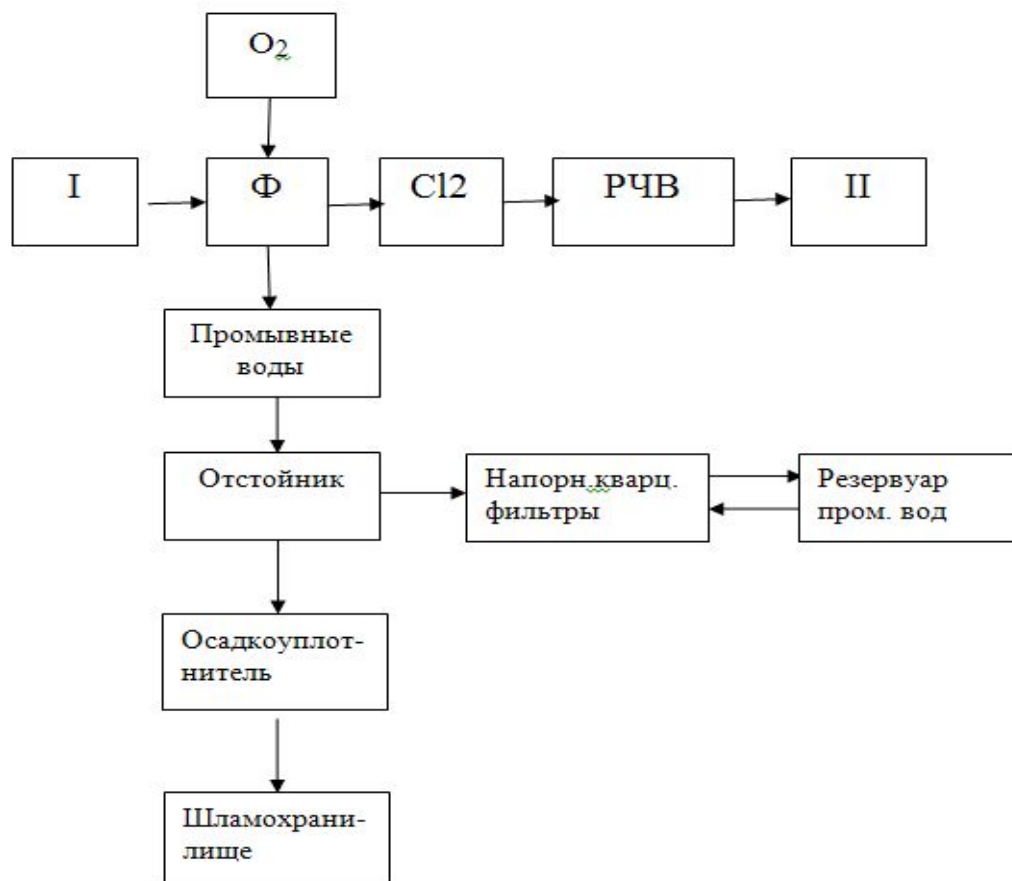 O₂
I
Ф
Cl2
РЧВ
II
Промывные
воды
Отстойник
Напорн.кварц.
фильтры
Резервуар
пром. вод
Осадкоуплот-
нитель
Шламохрани-
лище